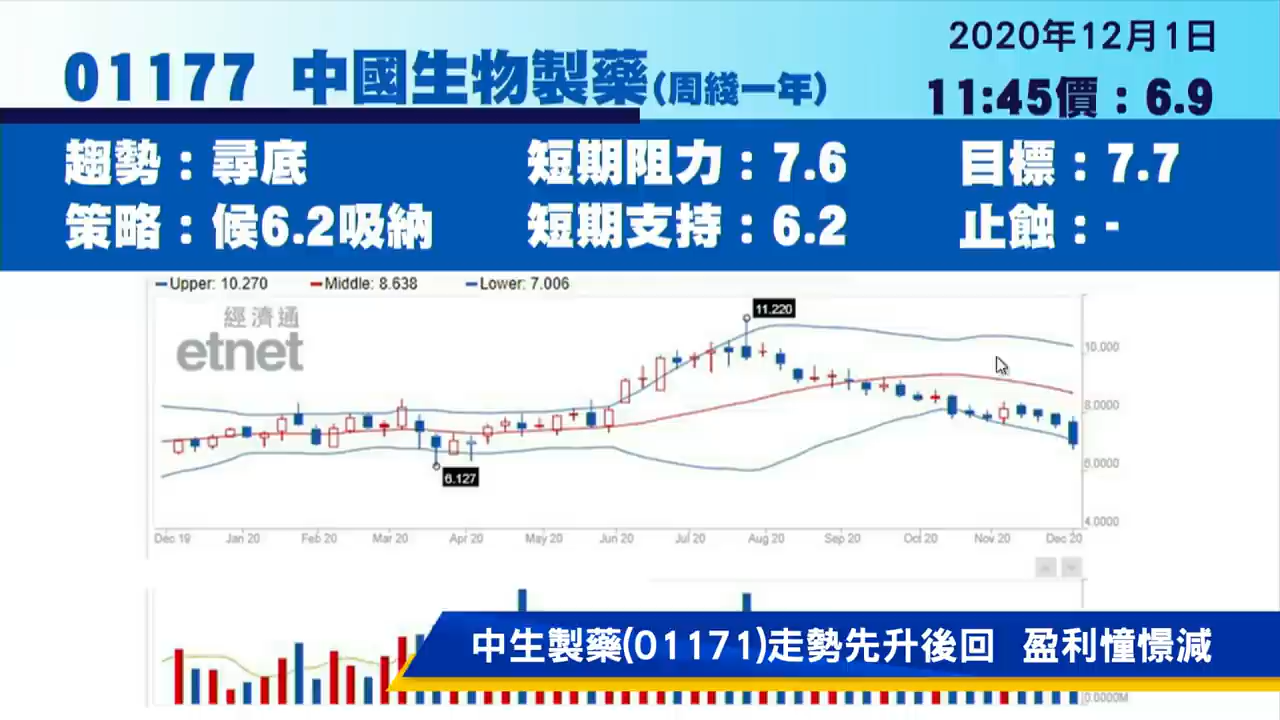 01177 中國生物製藥(周綫一年)
2020年12月1日
11:45價：6.9
趨勢：尋底 短期阻力：7.6 目標：7.7
策略：候6.2吸納 短期支持：6.2 止蝕：-
Upper: 10.270 Middle: 8.638 Lower: 7.006
經濟通
etnet
11.220
10.000
8.0000
6.127
6.0000
4.0000
Dec 19 Jan 20 Feb 20 Mar 20 Apr 20 May 20 Jun 20 Jul 20 Aug 20 Sep 20 Oct 20 Nov 20 Dec 20
中生製藥(01171)走勢先升後回 盈利憧憬減
0.0000M